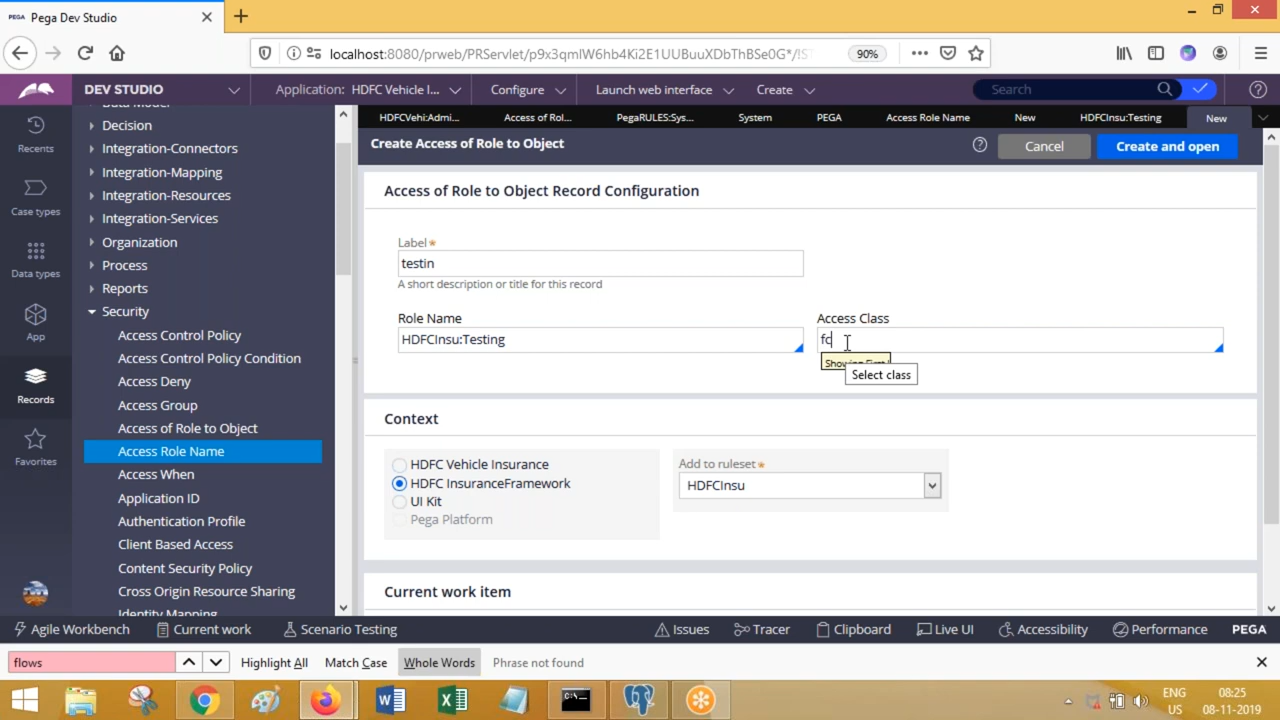 PEGA Pega Dev Studio
localhost:8080/prweb/PRServlet/p9x3qmlW6hb4Ki2E1UUBuuXDbThBSe0G*/!S
90%
DEV STUDIO
Application: HDFC Vehicle I...
Configure
Launch web interface
Create
Search
HDFCVehi:Admi...
Access of Rol...
PegaRULES:Sys...
System
PEGA
Access Role Name
New
HDFCInsu:Testing
New
Recents
Case types
Data types
App
Records
Favorites
Data Model
Decision
Integration-Connectors
Integration-Mapping
Integration-Resources
Integration-Services
Organization
Process
Reports
Security
Access Control Policy
Access Control Policy Condition
Access Deny
Access Group
Access of Role to Object
Access Role Name
Access When
Application ID
Authentication Profile
Client Based Access
Content Security Policy
Cross Origin Resource Sharing
Identity Mapping
Create Access of Role to Object
Cancel
Create and open
Access of Role to Object Record Configuration
Label*
testin
A short description or title for this record
Role Name
HDFCInsu:Testing
Access Class
fc
Showing First
Select class
Context
HDFC Vehicle Insurance
HDFC InsuranceFramework
UI Kit
Pega Platform
Add to ruleset*
HDFCInsu
Current work item
Agile Workbench
Current work
Scenario Testing
Issues
Tracer
Clipboard
Live UI
Accessibility
Performance
PEGA
flows
Highlight All
Match Case
Whole Words
Phrase not found
ENG
US
08:25
08-11-2019